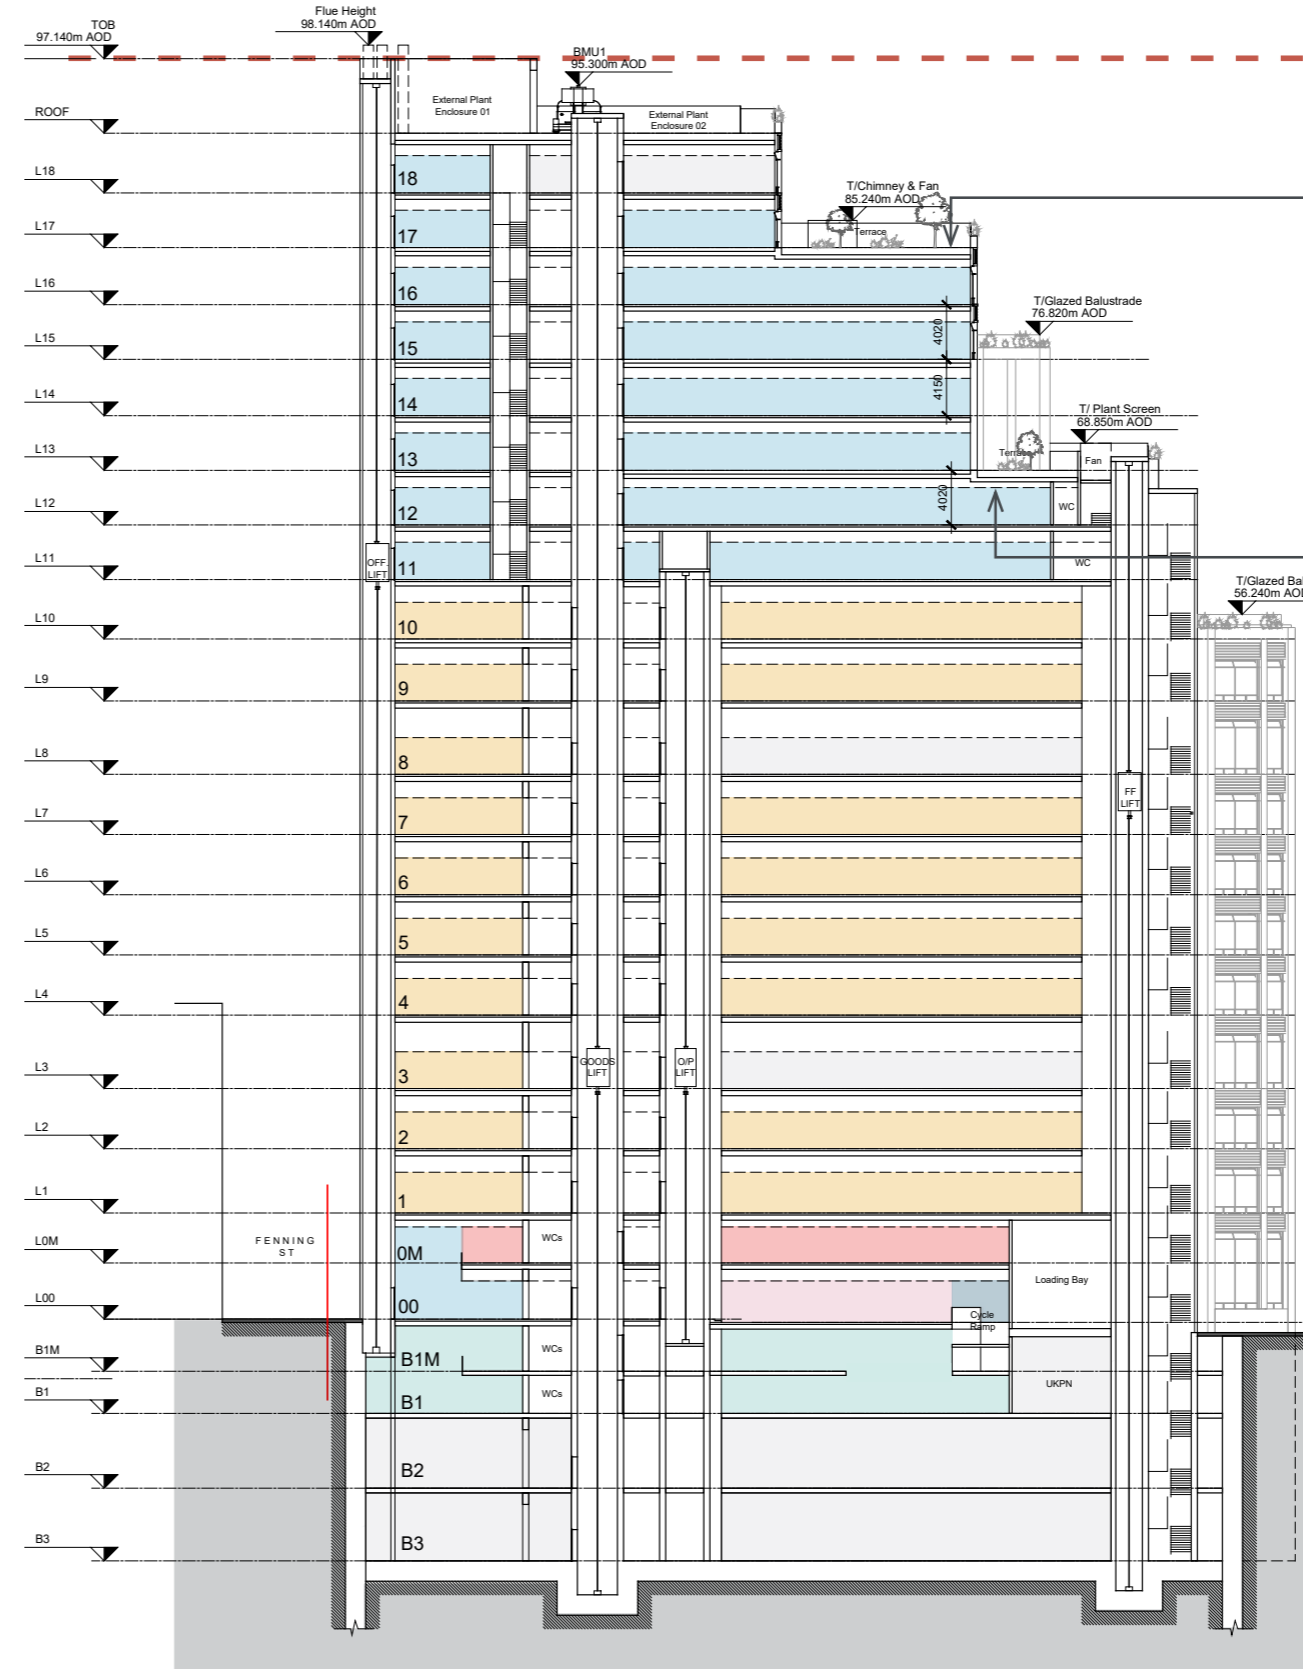 Flue Height
98.140m AOD
TOB
97.140m AOD
BMU1
95.300m AOD
External Plant
Enclosure 01
External Plant
Enclosure 02
ROOF
L18
18
T/Chimney & Fan
85.240m AOD
L17
17
Terrace
L16
16
T/Glazed Balustrade
76.820m AOD
L15
15
4020
L14
14
4150
T/ Plant Screen
68.850m AOD
L13
13
Terrace
Fan
L12
12
4020
WC
L11
OFF.
LIFT
11
WC
T/Glazed Bal
56.240m AOD
L10
10
L9
9
L8
8
FF
LIFT
L7
7
L6
6
L5
5
L4
4
GOODS
LIFT
O/P
LIFT
L3
3
L2
2
L1
1
FENNING
ST
L0M
0M
WCs
Loading Bay
L00
00
Cycle
Ramp
B1M
B1M
WCs
B1
B1
WCs
UKPN
B2
B2
B3
B3